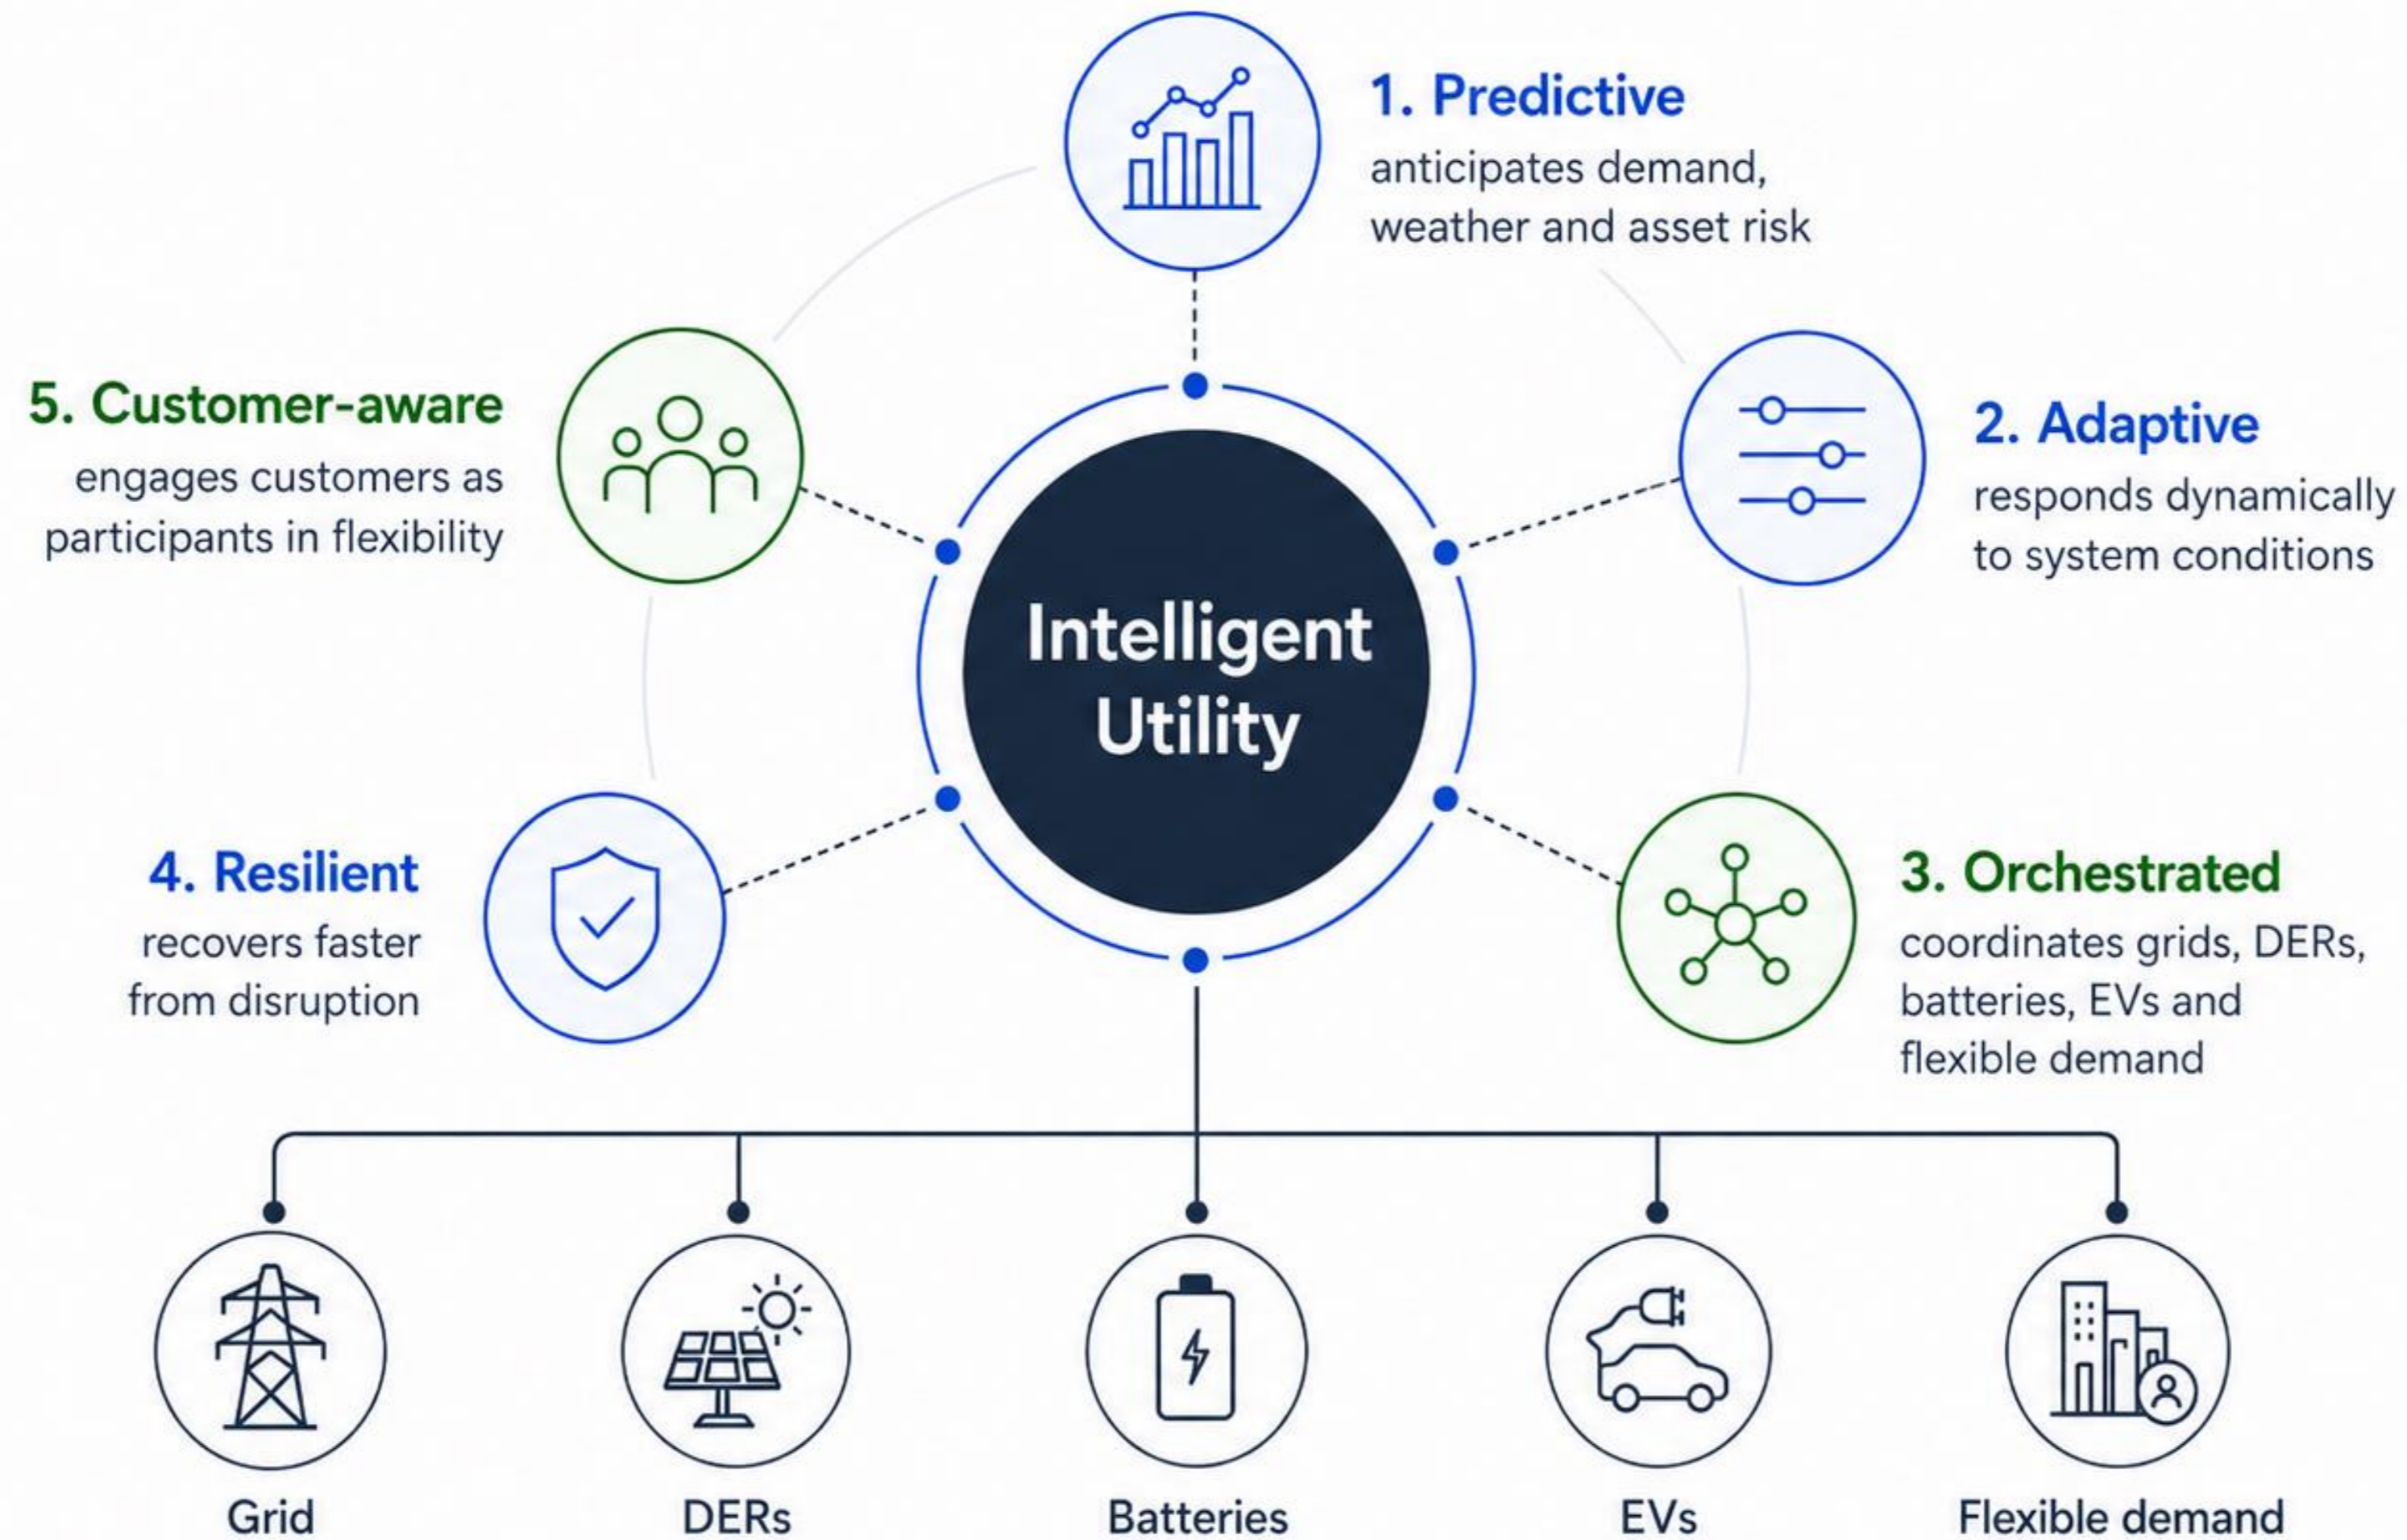 1. Predictive
anticipates demand,
weather and asset risk
2. Adaptive
responds dynamically
to system conditions
3. Orchestrated
coordinates grids, DERs,
batteries, EVs and
flexible demand
4. Resilient
recovers faster
from disruption
5. Customer-aware
engages customers as
participants in flexibility
Intelligent
Utility
Grid
DERs
Batteries
EVs
Flexible demand